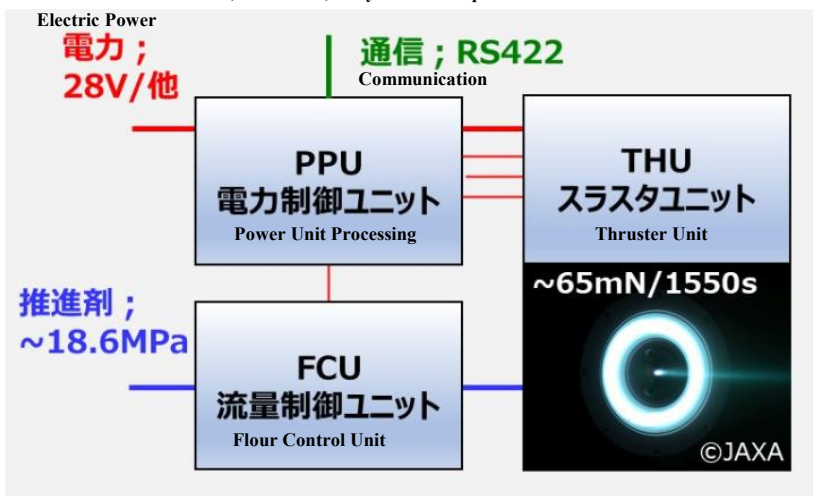 Electric Power
電力；
28V/他
通信；RS422
Communication
PPU
電力制御ユニット
Power Unit Processing
THU
スラスタユニット
Thruster Unit
~65mN/1550s
推進剤；
~18.6MPa
FCU
流量制御ユニット
Flour Control Unit
©JAXA